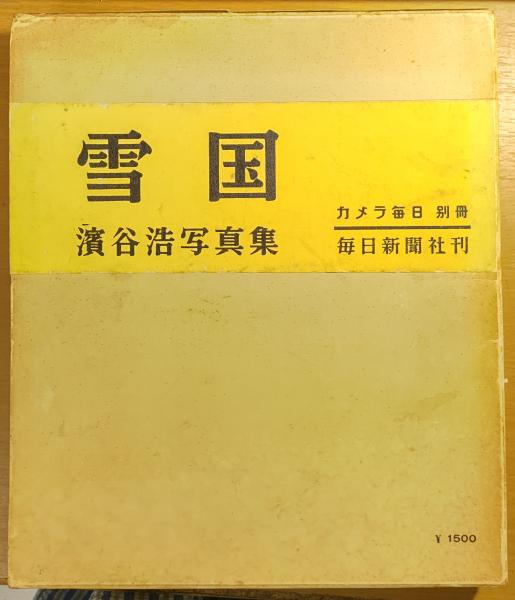 雪国
濱谷浩写真集
カメラ毎日 別冊
毎日新聞社刊
¥ 1500